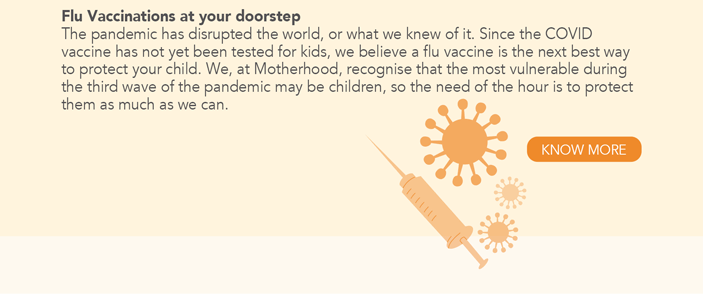 Flu Vaccinations at your doorstep
The pandemic has disrupted the world, or what we knew of it. Since the COVID
vaccine has not yet been tested for kids, we believe a flu vaccine is the next best way
to protect your child. We, at Motherhood, recognise that the most vulnerable during
the third wave of the pandemic may be children, so the need of the hour is to protect
them as much as we can.
KNOW MORE